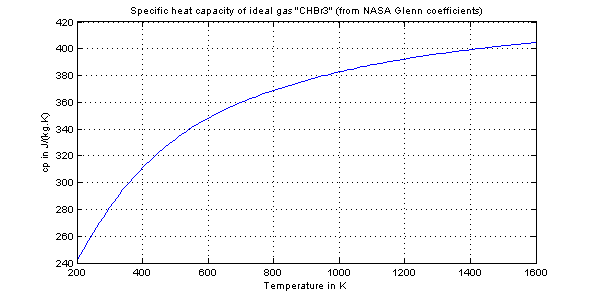 Specific heat capacity of ideal gas "CHBr3" (from NASA Glenn coefficients)
420
400
380
360
340
320
300
280
260
240
cp in J/(kg.K)
200 400 600 800 1000 1200 1400 1600
Temperature in K